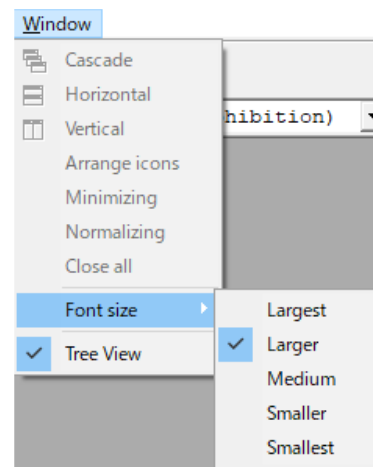 Window
Cascade
Horizontal
hibition)
Vertical
Arrange icons
Minimizing
Normalizing
Close all
Font size
Largest
Tree View
Larger
Medium
Smaller
Smallest